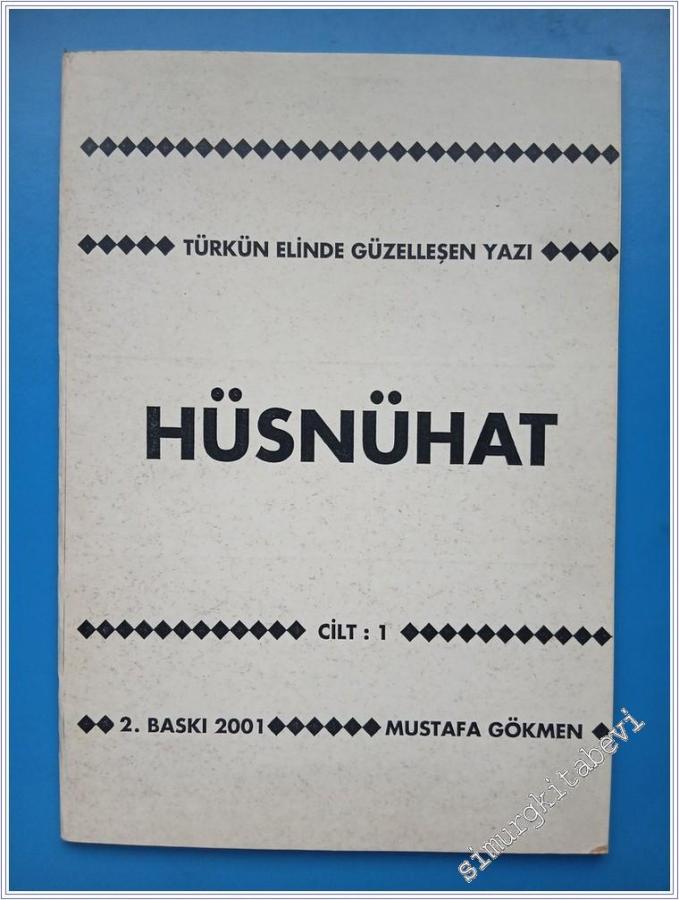 TÜRKÜN ELİNDE GÜZELLEŞEN YAZI
HÜSNÜHAT
CİLT : 1
2. BASKI 2001 MUSTAFA GÖKMEN
simurgkitabevi